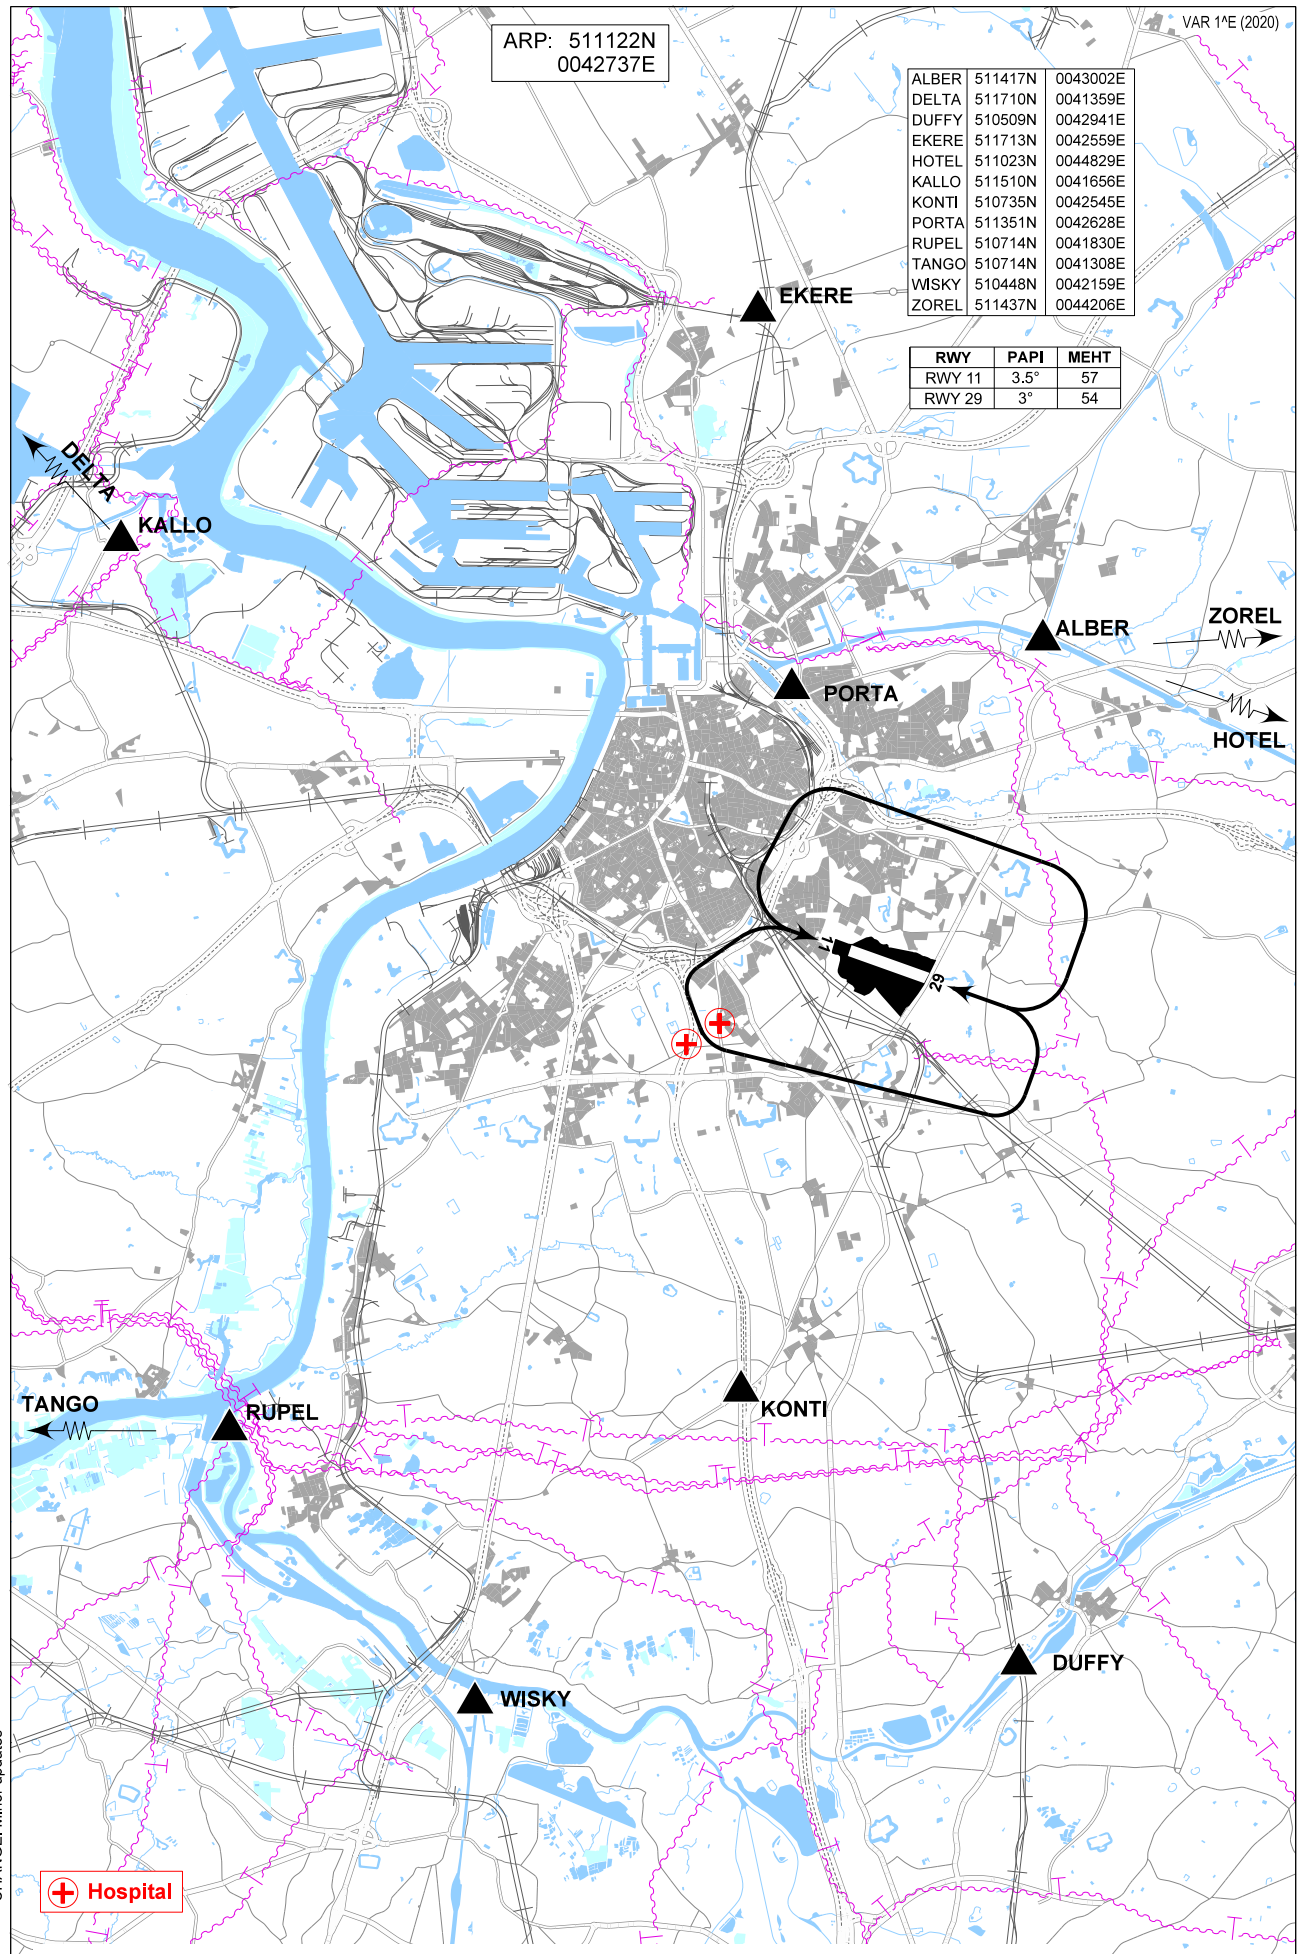 VAR 1^E (2020)
ARP: 511122N
0042737E
ALBER 511417N 0043002E
DELTA 511710N 0041359E
DUFFY 510509N 0042941E
EKERE 511713N 0042559E
HOTEL 511023N 0044829E
KALLO 511510N 0041656E
KONTI 510735N 0042545E
PORTA 511351N 0042628E
RUPEL 510714N 0041830E
TANGO 510714N 0041308E
WISKY 510448N 0042159E
ZOREL 511437N 0044206E
EKERE
RWY PAPI MEHT
RWY 11 3.5° 57
RWY 29 3° 54
DELTA
KALLO
ALBER
ZOREL
PORTA
HOTEL
11
29
TANGO
RUPEL
KONTI
DUFFY
WISKY
Hospital